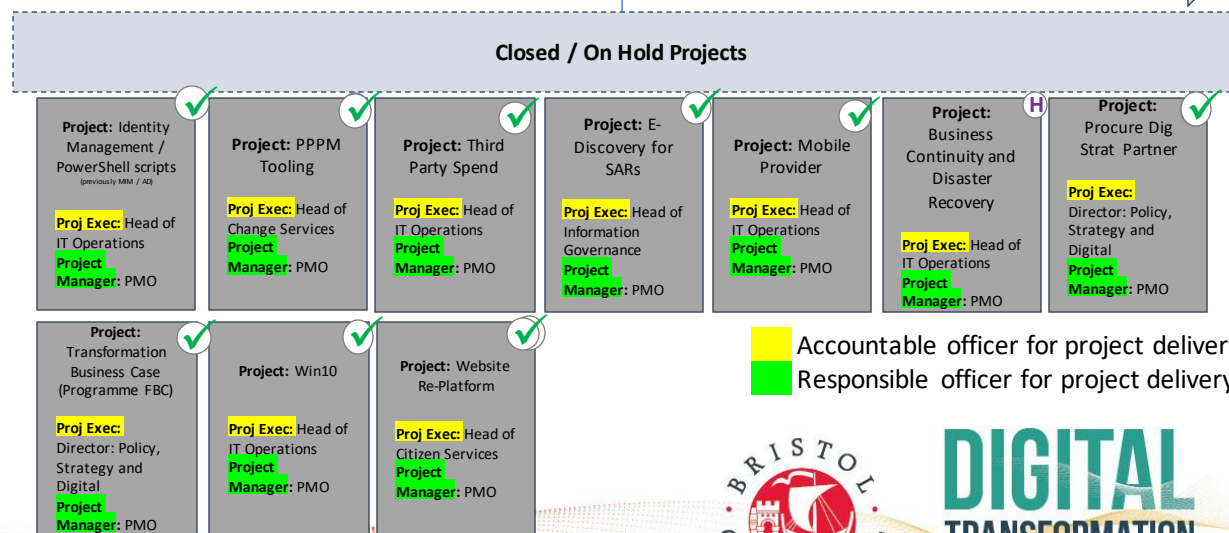 Closed / On Hold Projects
Project: Identity
Management /
PowerShell scripts
(previously MIM / AD)
Proj Exec: Head of
IT Operations
Project
Manager: PMO
Project: PPPM
Tooling
Proj Exec: Head of
Change Services
Project
Manager: PMO
Project: Third
Party Spend
Proj Exec: Head of
IT Operations
Project
Manager: PMO
Project: E-
Discovery for
SARs
Proj Exec: Head of
Information
Governance
Project
Manager: PMO
Project: Mobile
Provider
Proj Exec: Head of
IT Operations
Project
Manager: PMO
H
Project:
Business
Continuity and
Disaster
Recovery
Proj Exec: Head of
IT Operations
Project
Manager: PMO
Project:
Procure Dig
Strat Partner
Proj Exec:
Director: Policy,
Strategy and
Digital
Project
Manager: PMO
Project:
Transformation
Business Case
(Programme FBC)
Proj Exec:
Director: Policy,
Strategy and
Digital
Project
Manager: PMO
Project: Win10
Proj Exec: Head of
IT Operations
Project
Manager: PMO
Project: Website
Re-Platform
Proj Exec: Head of
Citizen Services
Project
Manager: PMO
Accountable officer for project deliver
Responsible officer for project delivery
BRISTOL
DIGITAL
TRANSFORMATION